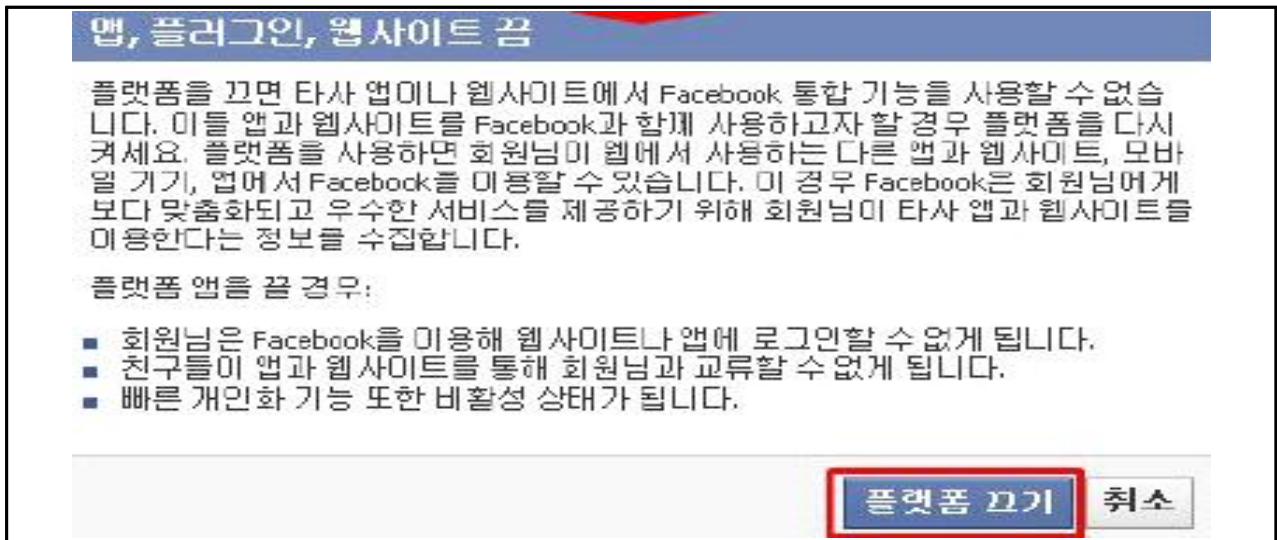 앱, 플러그인, 웹 사이트 끔
플랫폼을 끄면 타사 앱이나 웹사이트에서 Facebook 통합 기능을 사용할 수 없습
니다. 이들 앱과 웹사이트를 Facebook과 함께 사용하고자 할 경우 플랫폼을 다시
켜세요. 플랫폼을 사용하면 회원님이 웹에서 사용하는 다른 앱과 웹 사이트, 모바
일 기기, 앱에서 Facebook을 이용할 수 있습니다. 이 경우 Facebook은 회원님에게
보다 맞춤화되고 우수한 서비스를 제공하기 위해 회원님이 타사 앱과 웹사이트를
이용한다는 정보를 수집합니다.
플랫폼 앱을 끌 경우:
▪ 회원님은 Facebook을 이용해 웹 사이트나 앱에 로그인할 수 없게 됩니다.
▪ 친구들이 앱과 웹 사이트를 통해 회원님과 교류할 수 없게 됩니다.
▪ 빠른 개인화 기능 또한 비활성 상태가 됩니다.
플랫폼 끄기 취소